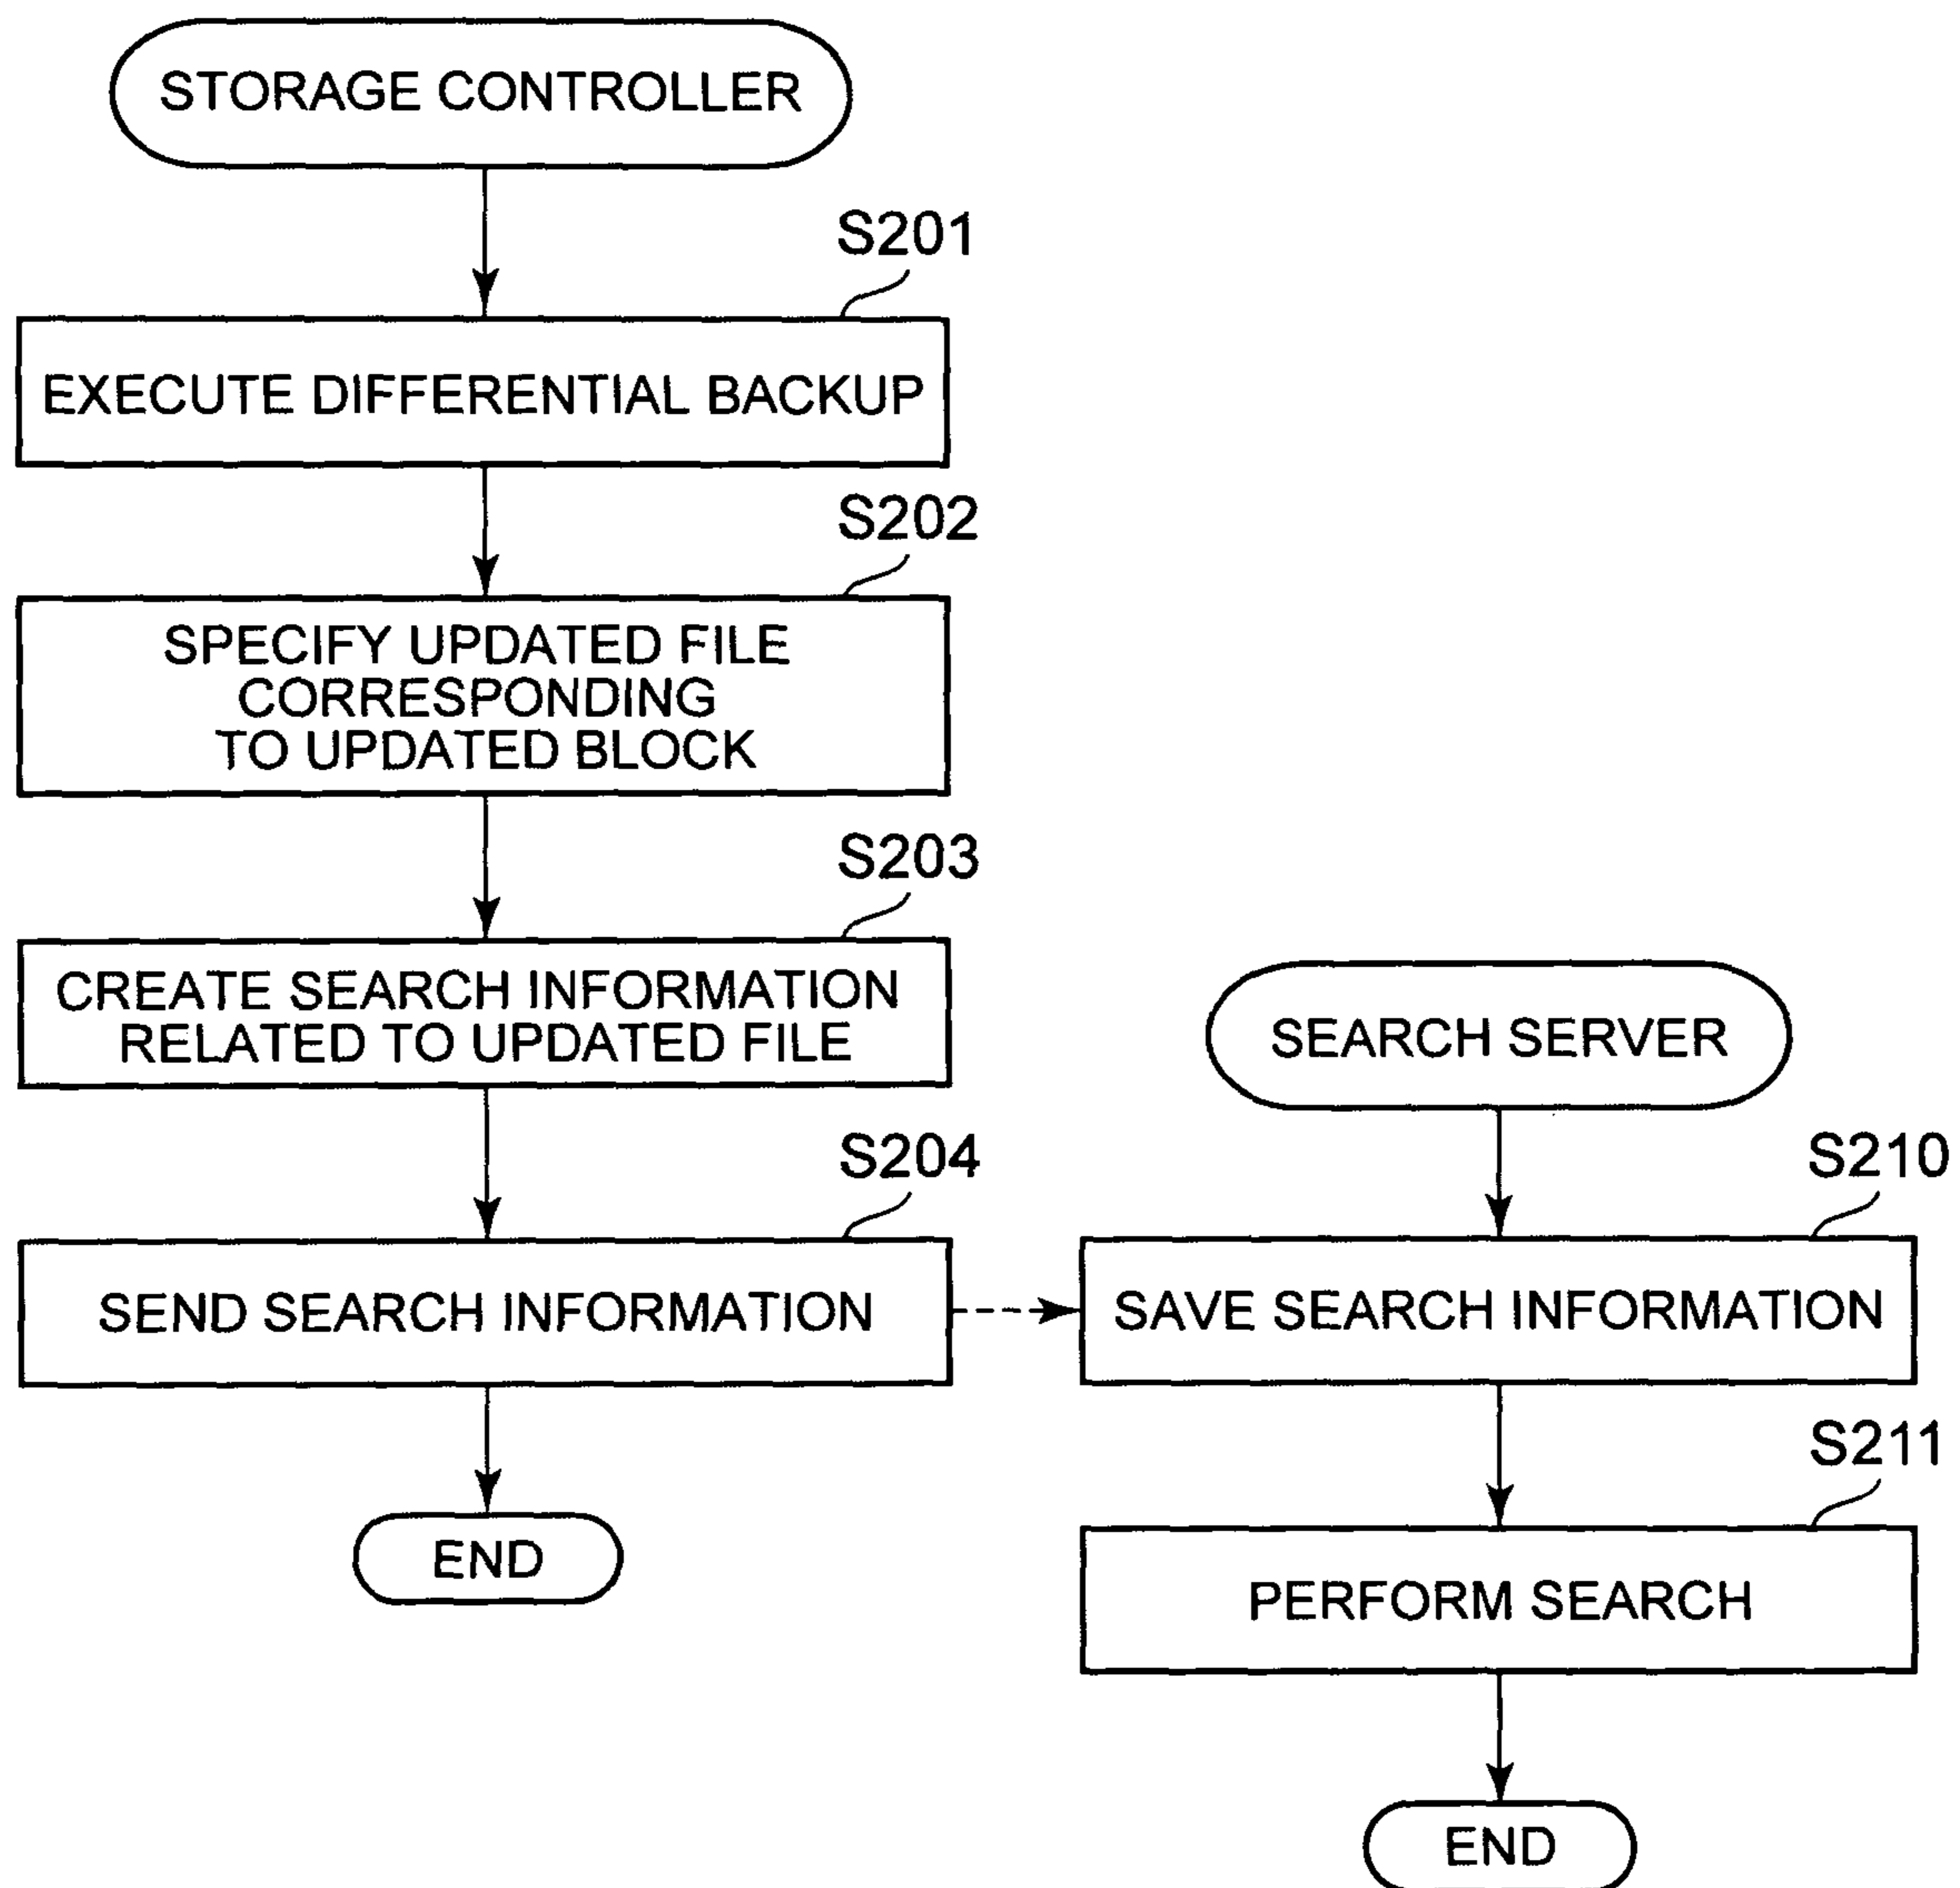 STORAGE CONTROLLER
S201
EXECUTE DIFFERENTIAL BACKUP
S202
SPECIFY UPDATED FILE
CORRESPONDING
TO UPDATED BLOCK
S203
CREATE SEARCH INFORMATION
RELATED TO UPDATED FILE
S204
SEND SEARCH INFORMATION
END
SEARCH SERVER
S210
SAVE SEARCH INFORMATION
S211
PERFORM SEARCH
END